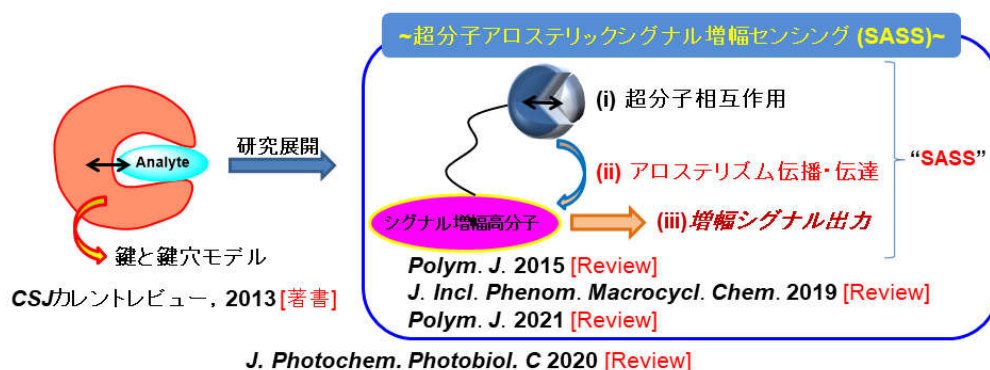 ~超分子アロステリックシグナル増幅センシング (SASS)~
Analyte
研究展開
鍵と鍵穴モデル
CSJカレントレビュー, 2013 [著書]
(i) 超分子相互作用
(ii) アロステリズム伝播・伝達
シグナル増幅高分子
(iii) 増幅シグナル出力
“SASS”
Polym. J. 2015 [Review]
J. Incl. Phenom. Macrocycl. Chem. 2019 [Review]
Polym. J. 2021 [Review]
J. Photochem. Photobiol. C 2020 [Review]